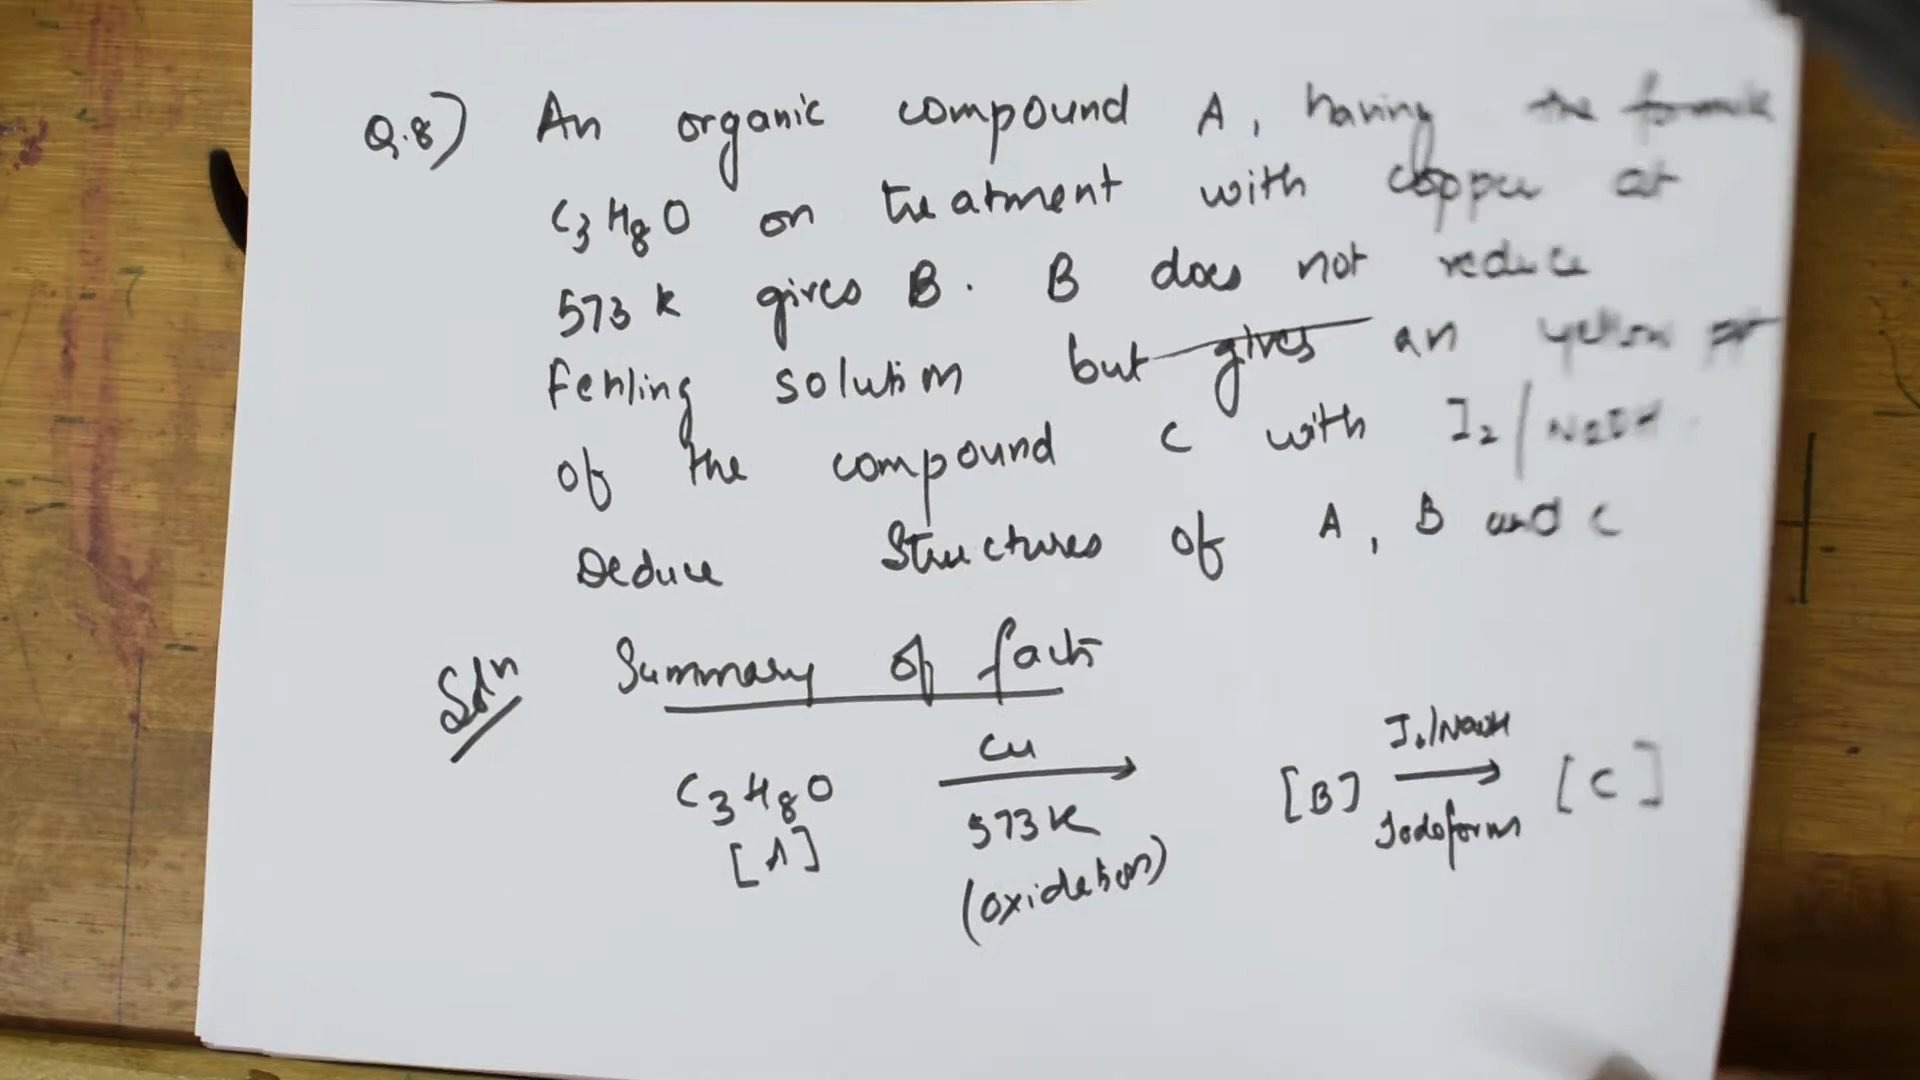 Q.8) An organic compound A, having the formula
C3H8O on treatment with copper at
573 K gives B. B does not reduce
Fehling solution but gives an yellow ppt
of the compound C with I2/NaOH.
Deduce Structures of A, B and C
Soln Summary of facts
C3H8O Cu [B] I2/NaOH [C]
[A] 573K Iodoform
(oxidation)